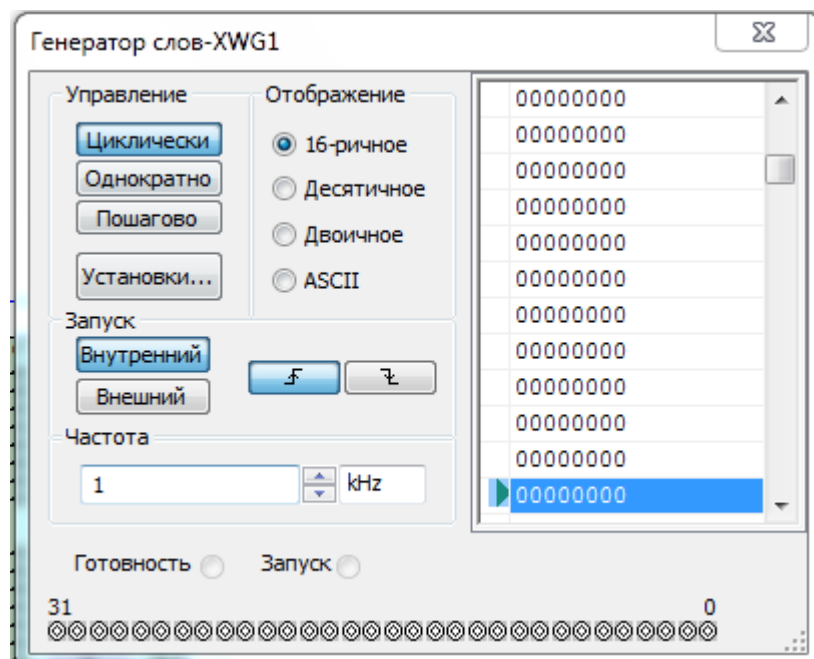 Генератор слов-XWG1
Управление
Циклически
Однократно
Пошагово
Установки...
Отображение
16-ричное
Десятичное
Двоичное
ASCII
Запуск
Внутренний
Внешний
Частота
1 kHz
00000000
00000000
00000000
00000000
00000000
00000000
00000000
00000000
00000000
00000000
00000000
00000000
Готовность Запуск
31 0